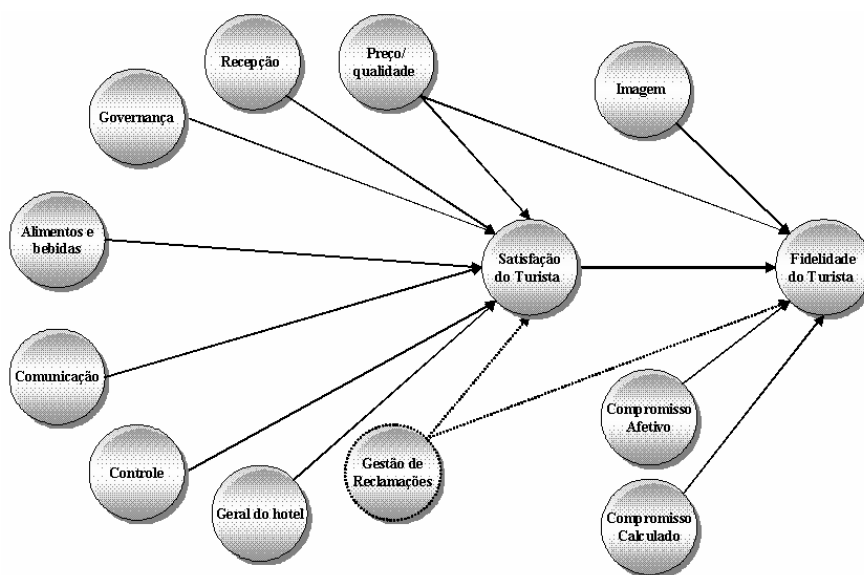 Recepção
Preço/
qualidade
Imagem
Governança
Alimentos e
bebidas
Satisfação
do Turista
Fidelidade
do Turista
Comunicação
Controle
Geral do hotel
Gestão de
Reclamações
Compromisso
Afetivo
Compromisso
Calculado